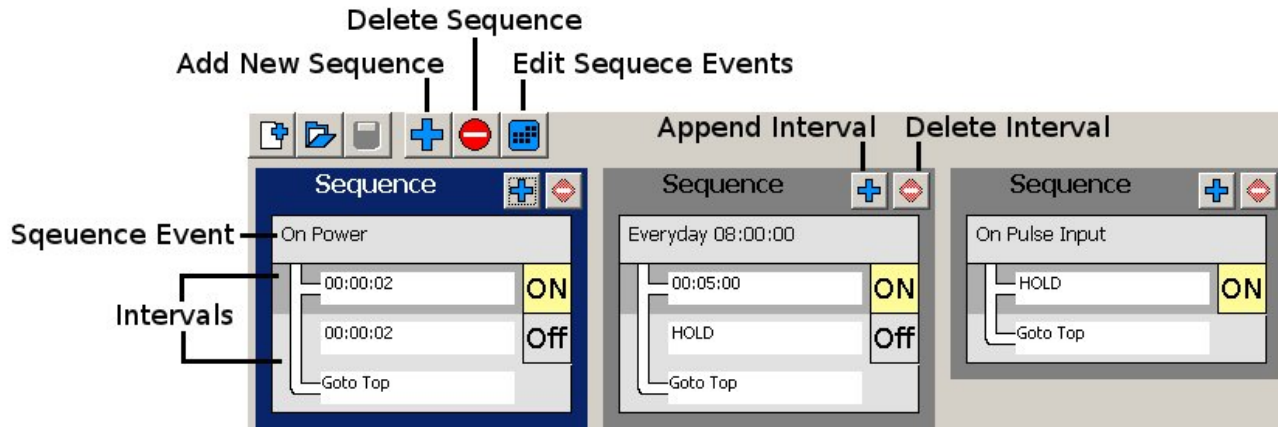 Delete Sequence
Add New Sequence
Edit Sequece Events
Append Interval
Delete Interval
Sequence
Sequence
Sequence
Sqeuence Event
On Power
Everyday 08:00:00
On Pulse Input
Intervals
00:00:02
ON
00:05:00
ON
HOLD
ON
00:00:02
Off
HOLD
Off
Goto Top
Goto Top
Goto Top